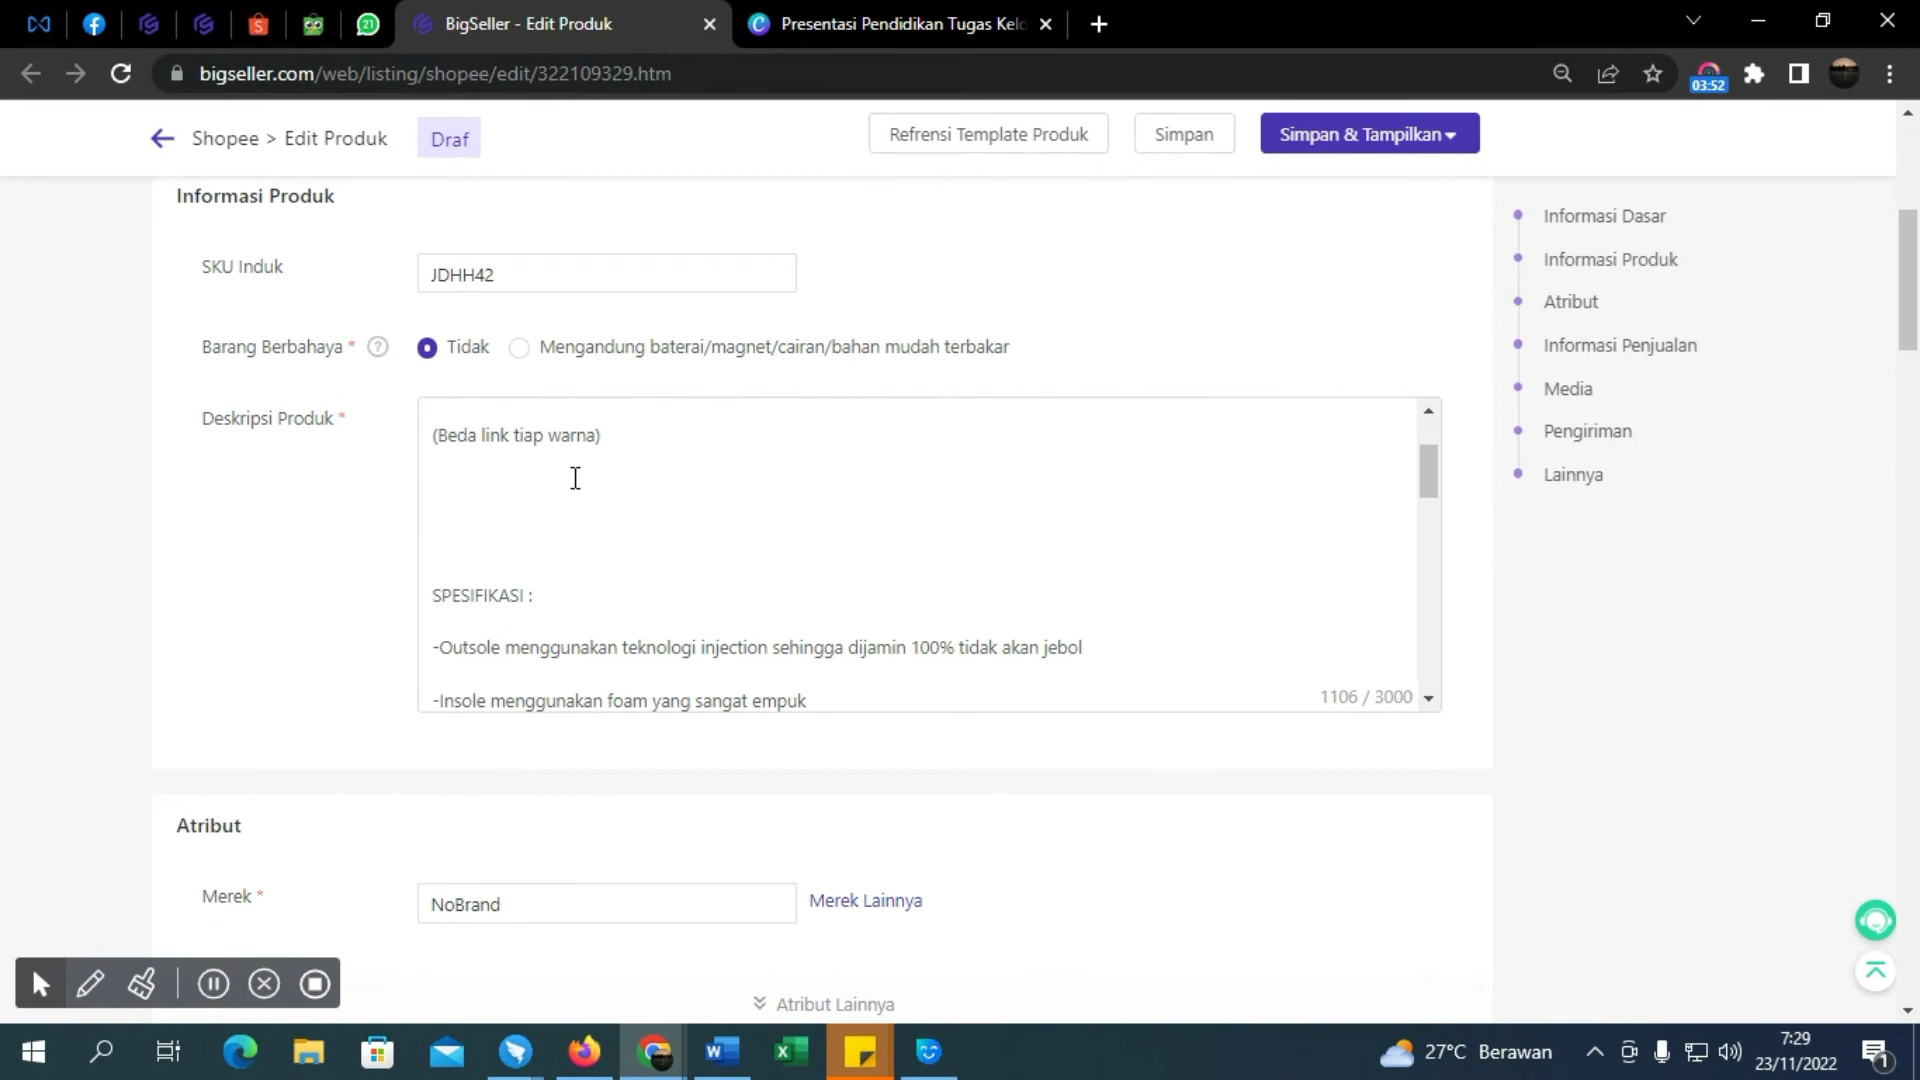 21
BigSeller - Edit Produk
Presentasi Pendidikan Tugas Kelo
bigseller.com/web/listing/shopee/edit/322109329.htm
03:52
Shopee > Edit Produk
Draf
Refrensi Template Produk
Simpan
Simpan & Tampilkan
Informasi Produk
SKU Induk
JDHH42
Barang Berbahaya *
?
Tidak
Mengandung baterai/magnet/cairan/bahan mudah terbakar
Deskripsi Produk *
(Beda link tiap warna)
SPESIFIKASI :
-Outsole menggunakan teknologi injection sehingga dijamin 100% tidak akan jebol
-Insole menggunakan foam yang sangat empuk
1106 / 3000
Informasi Dasar
Informasi Produk
Atribut
Informasi Penjualan
Media
Pengiriman
Lainnya
Atribut
Merek *
NoBrand
Merek Lainnya
Atribut Lainnya
27°C Berawan
7:29
23/11/2022
1